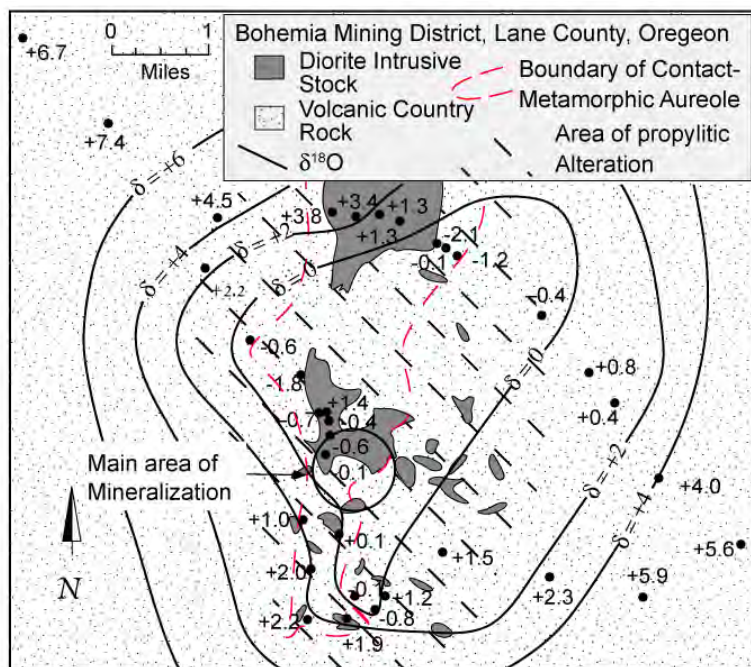 0 1
Miles
Bohemia Mining District, Lane County, Oregeon
Diorite Intrusive
Stock
Boundary of Contact-
Metamorphic Aureole
Volcanic Country
Rock
Area of propylitic
Alteration
δ¹⁸O
+6.7
+7.4
δ = +6
+4.5
δ = +4
+2.2
δ = +2
δ = 0
+3.8
+3.4
+1.3
+1.3
-2.1
-0.1
-1.2
-0.4
-0.6
-1.8
+1.4
-0.7
-0.4
-0.6
-0.1
+0.8
+0.4
δ = 0
δ = +2
δ = +4
Main area of
Mineralization
+4.0
+1.0
+0.1
+1.5
+5.6
+2.0
+1.2
-0.8
+2.3
+5.9
+2.2
+1.9
N